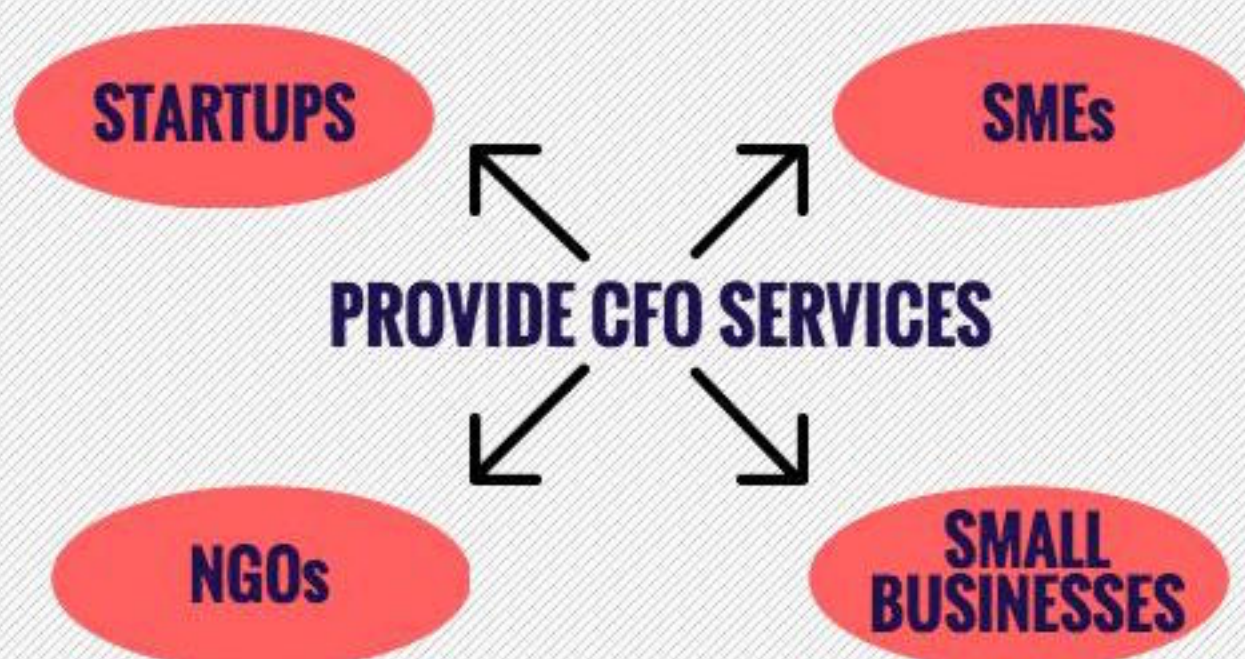 STARTUPS
SMEs
PROVIDE CFO SERVICES
NGOs
SMALL
BUSINESSES